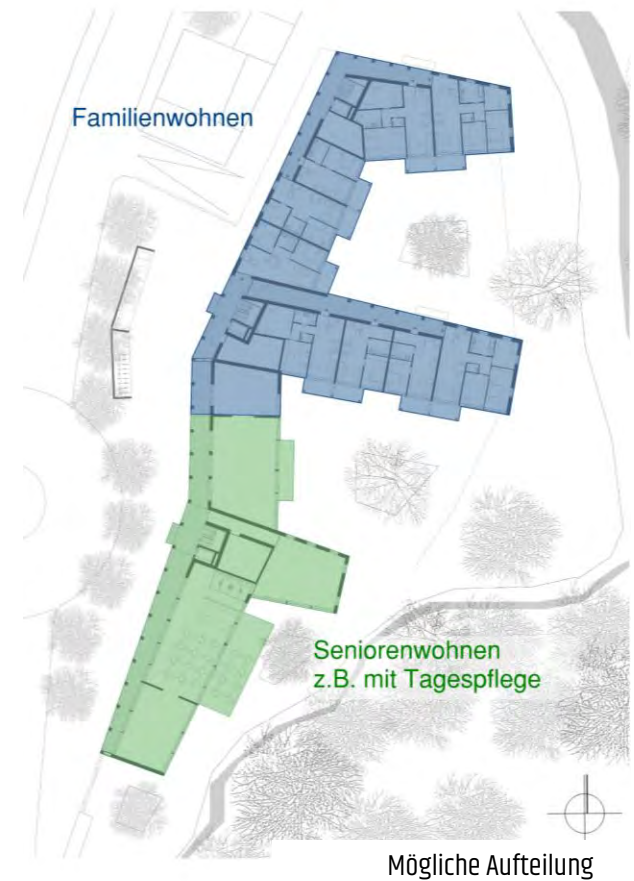 Familienwohnen
Seniorenwohnen
z.B. mit Tagespflege
Mögliche Aufteilung